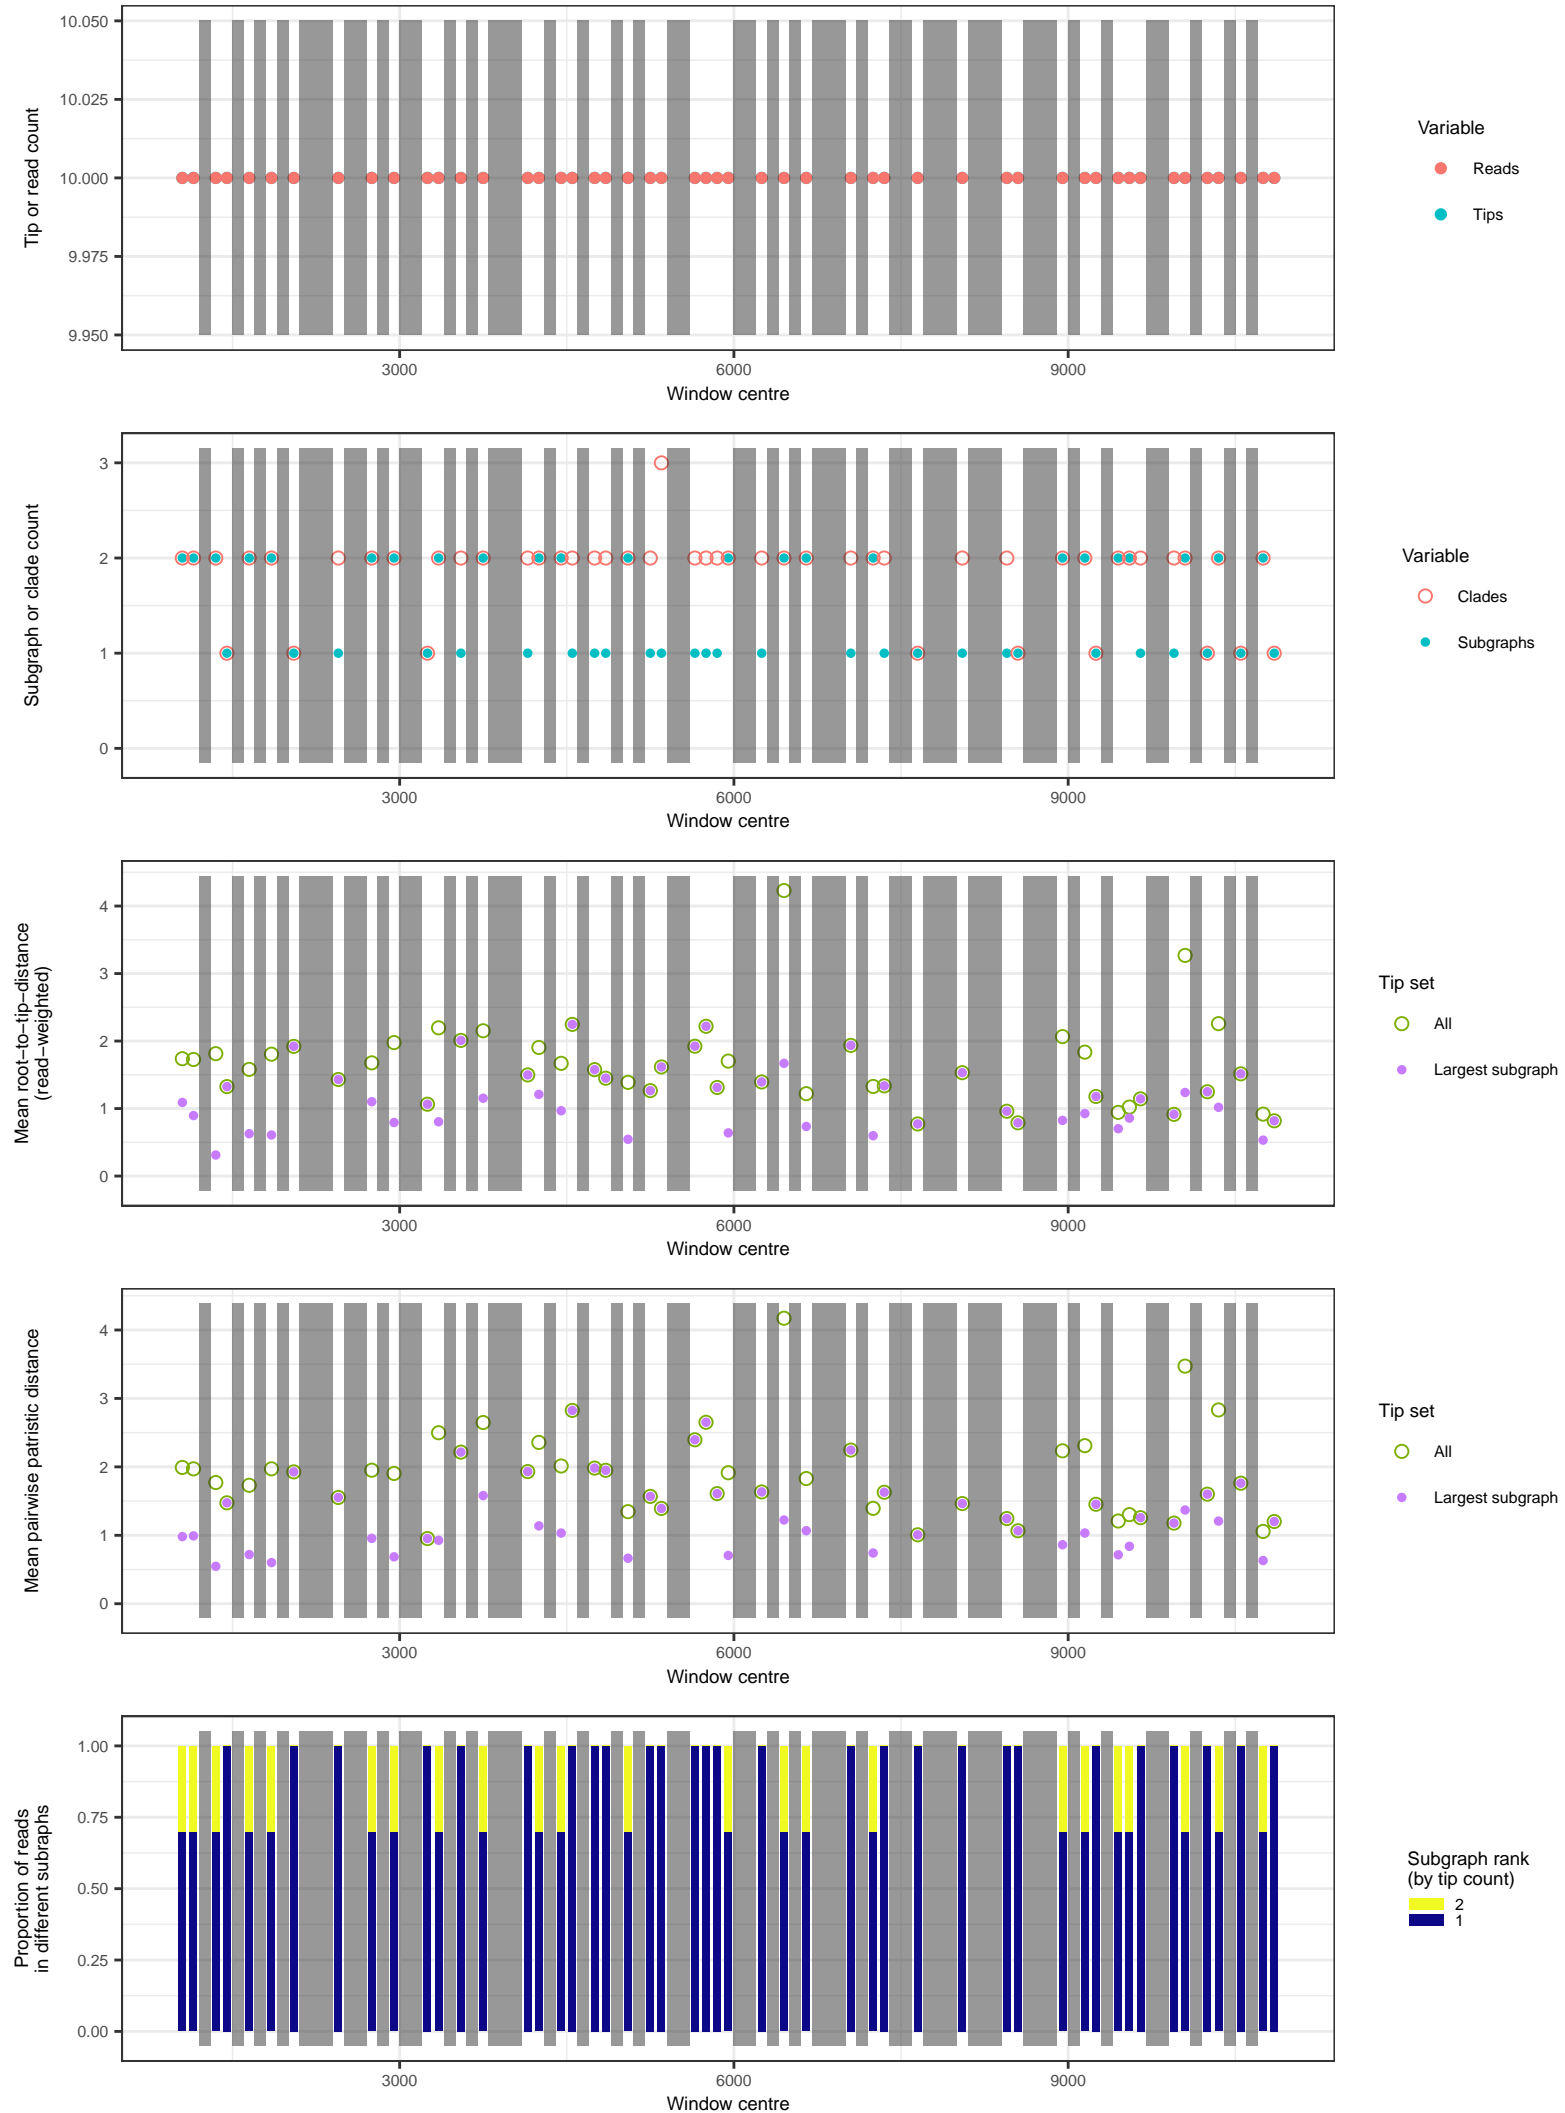 10.050
10.025
10.000
9.975
9.950
Tip or read count
3000
6000
9000
Window centre
Variable
Reads
Tips
3
2
1
0
Subgraph or clade count
3000
6000
9000
Window centre
Variable
Clades
Subgraphs
4
3
2
1
0
Mean root−to−tip−distance
(read−weighted)
3000
6000
9000
Window centre
Tip set
All
Largest subgraph
4
3
2
1
0
Mean pairwise patristic distance
3000
6000
9000
Window centre
Tip set
All
Largest subgraph
1.00
0.75
0.50
0.25
0.00
Proportion of reads
in different subraphs
3000
6000
9000
Window centre
Subgraph rank
(by tip count)
2
1